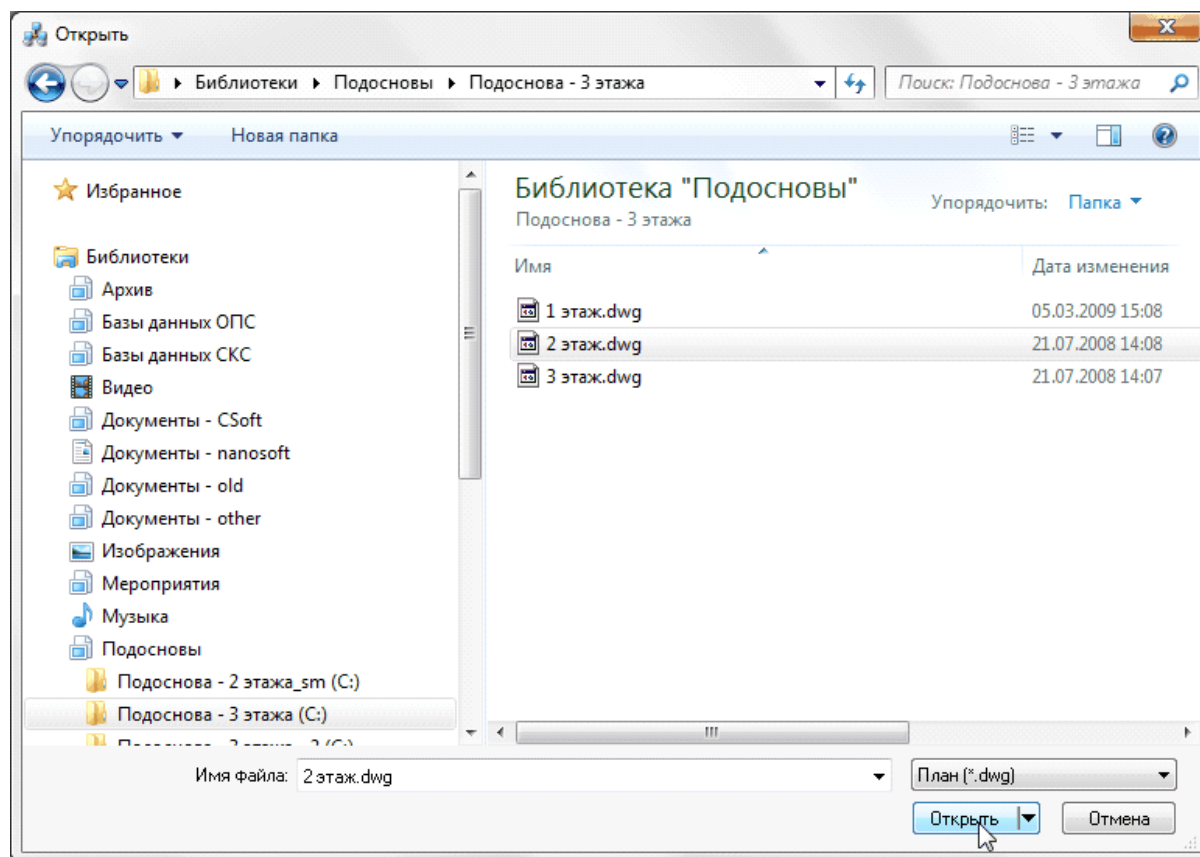 Открыть
Библиотеки Подосновы Подоснова - 3 этажа
Поиск: Подоснова - 3 этажа
Упорядочить Новая папка
Избранное
Библиотеки
Архив
Базы данных ОПС
Базы данных СКС
Видео
Документы - CSoft
Документы - nanosoft
Документы - old
Документы - other
Изображения
Мероприятия
Музыка
Подосновы
Подоснова - 2 этажа_sm (C:)
Подоснова - 3 этажа (C:)
Библиотека "Подосновы"
Подоснова - 3 этажа
Упорядочить: Папка
Имя Дата изменения
1 этаж.dwg 05.03.2009 15:08
2 этаж.dwg 21.07.2008 14:08
3 этаж.dwg 21.07.2008 14:07
Имя файла: 2 этаж.dwg План (*.dwg)
Открыть Отмена